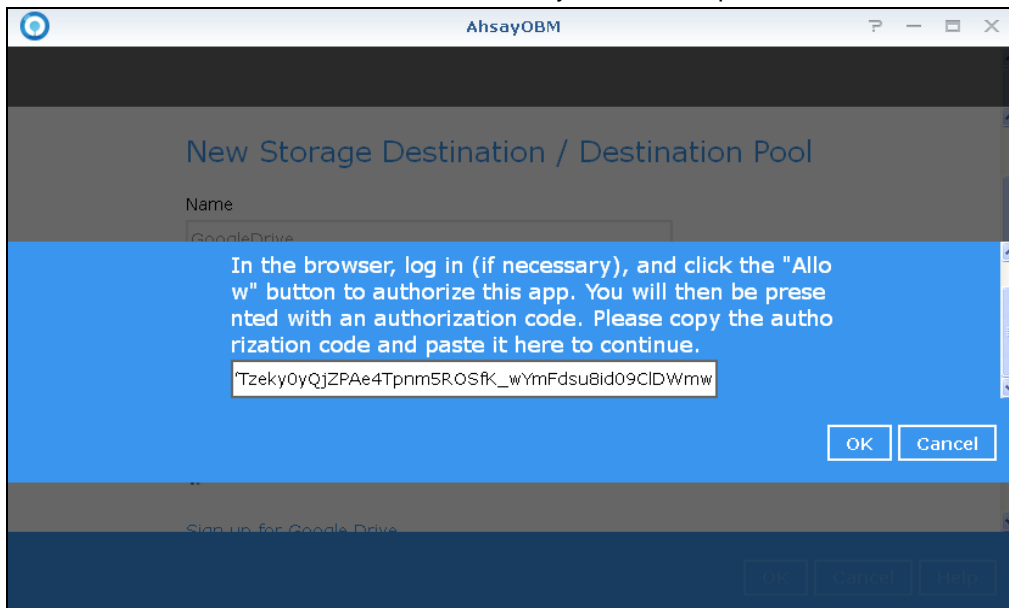 AhsayOBM
New Storage Destination / Destination Pool
Name
GoogleDrive
In the browser, log in (if necessary), and click the "Allo
w" button to authorize this app. You will then be prese
nted with an authorization code. Please copy the autho
rization code and paste it here to continue.
Tzeky0yQjZPAe4Tpnm5ROSfK_wYmFdsu8id09ClDWmw
OK Cancel
Sign up for Google Drive
OK Cancel Help